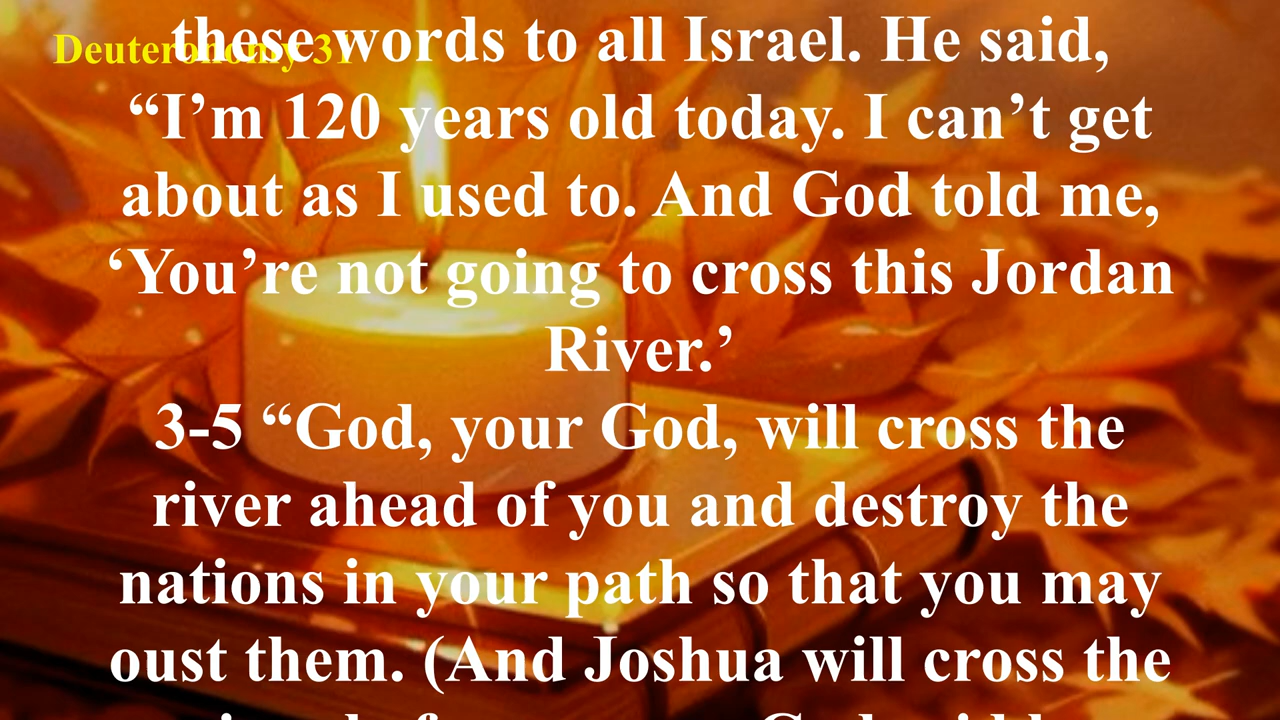 Deuteronomy 31
these words to all Israel. He said,
“I’m 120 years old today. I can’t get
about as I used to. And God told me,
‘You’re not going to cross this Jordan
River.’
3-5 “God, your God, will cross the
river ahead of you and destroy the
nations in your path so that you may
oust them. (And Joshua will cross the